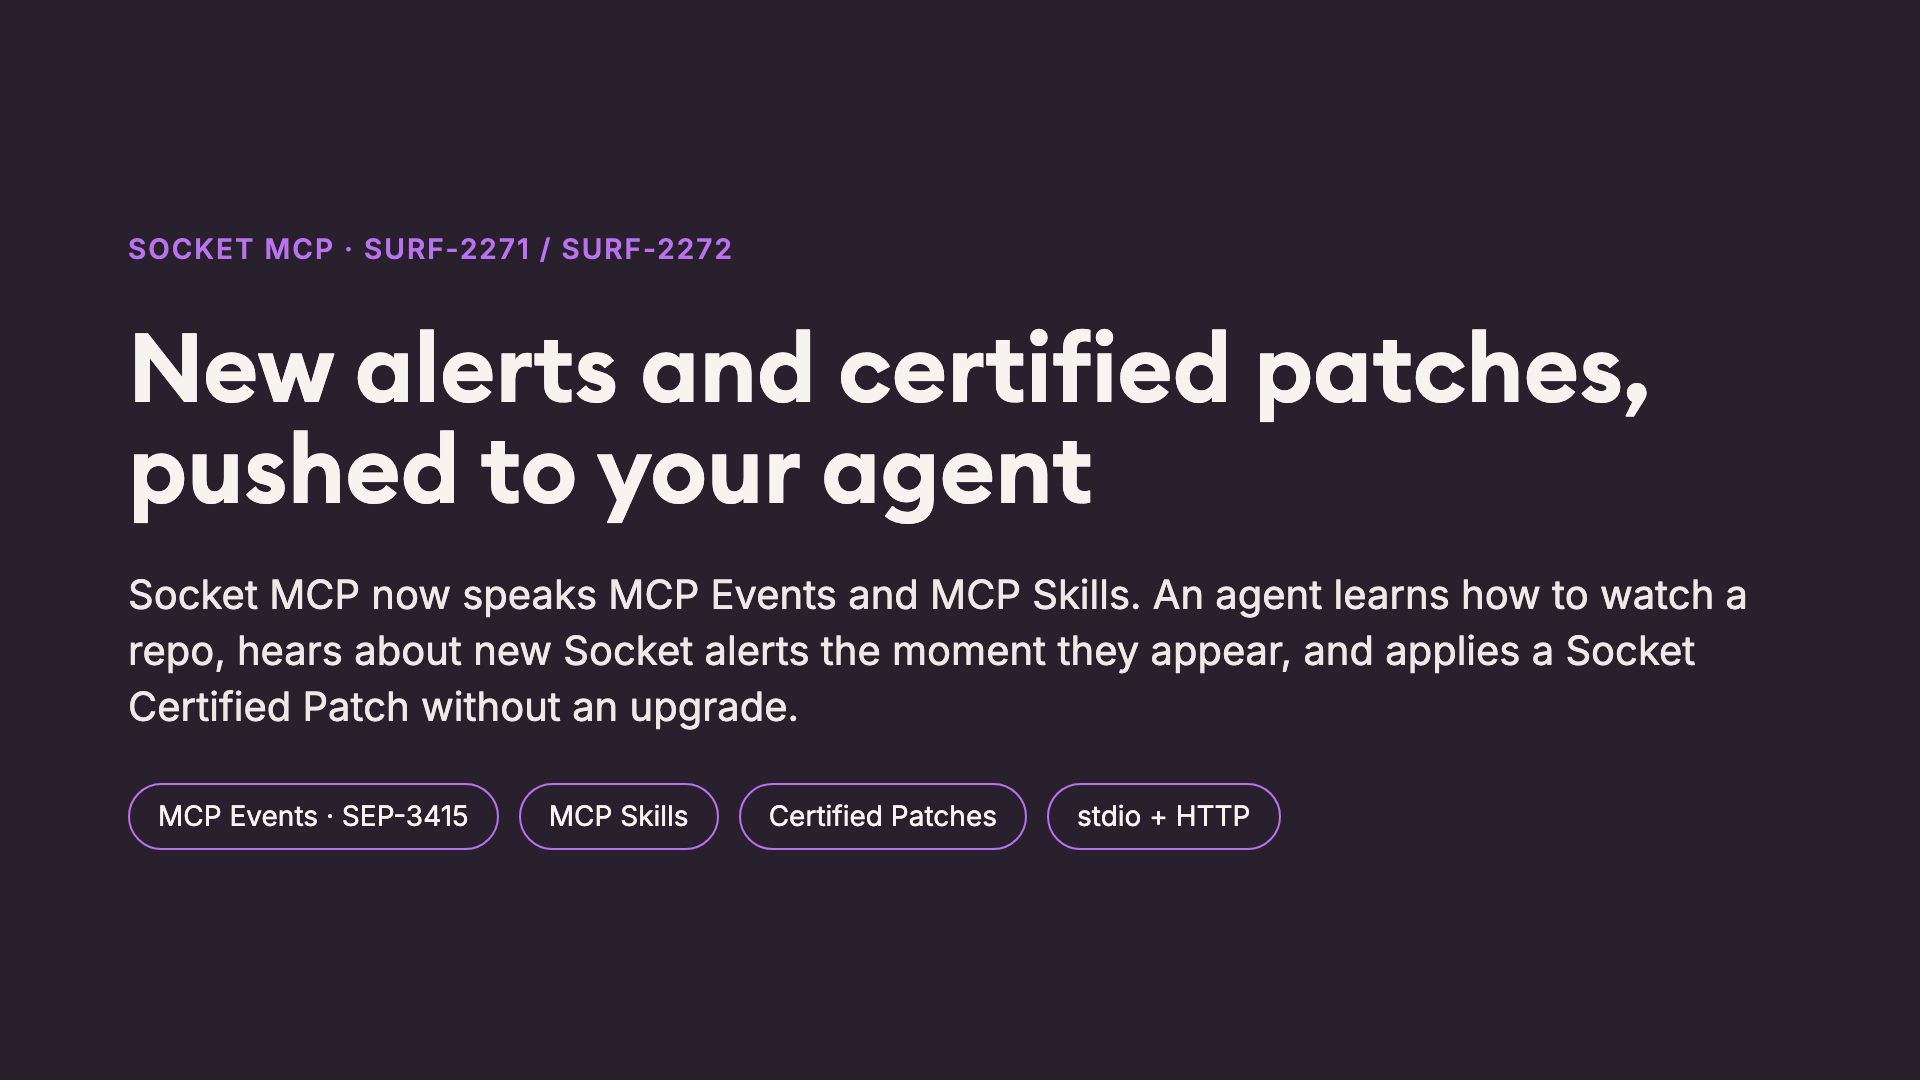 SOCKET MCP · SURF-2271 / SURF-2272
New alerts and certified patches,
pushed to your agent
Socket MCP now speaks MCP Events and MCP Skills. An agent learns how to watch a
repo, hears about new Socket alerts the moment they appear, and applies a Socket
Certified Patch without an upgrade.
MCP Events · SEP-3415
MCP Skills
Certified Patches
stdio + HTTP